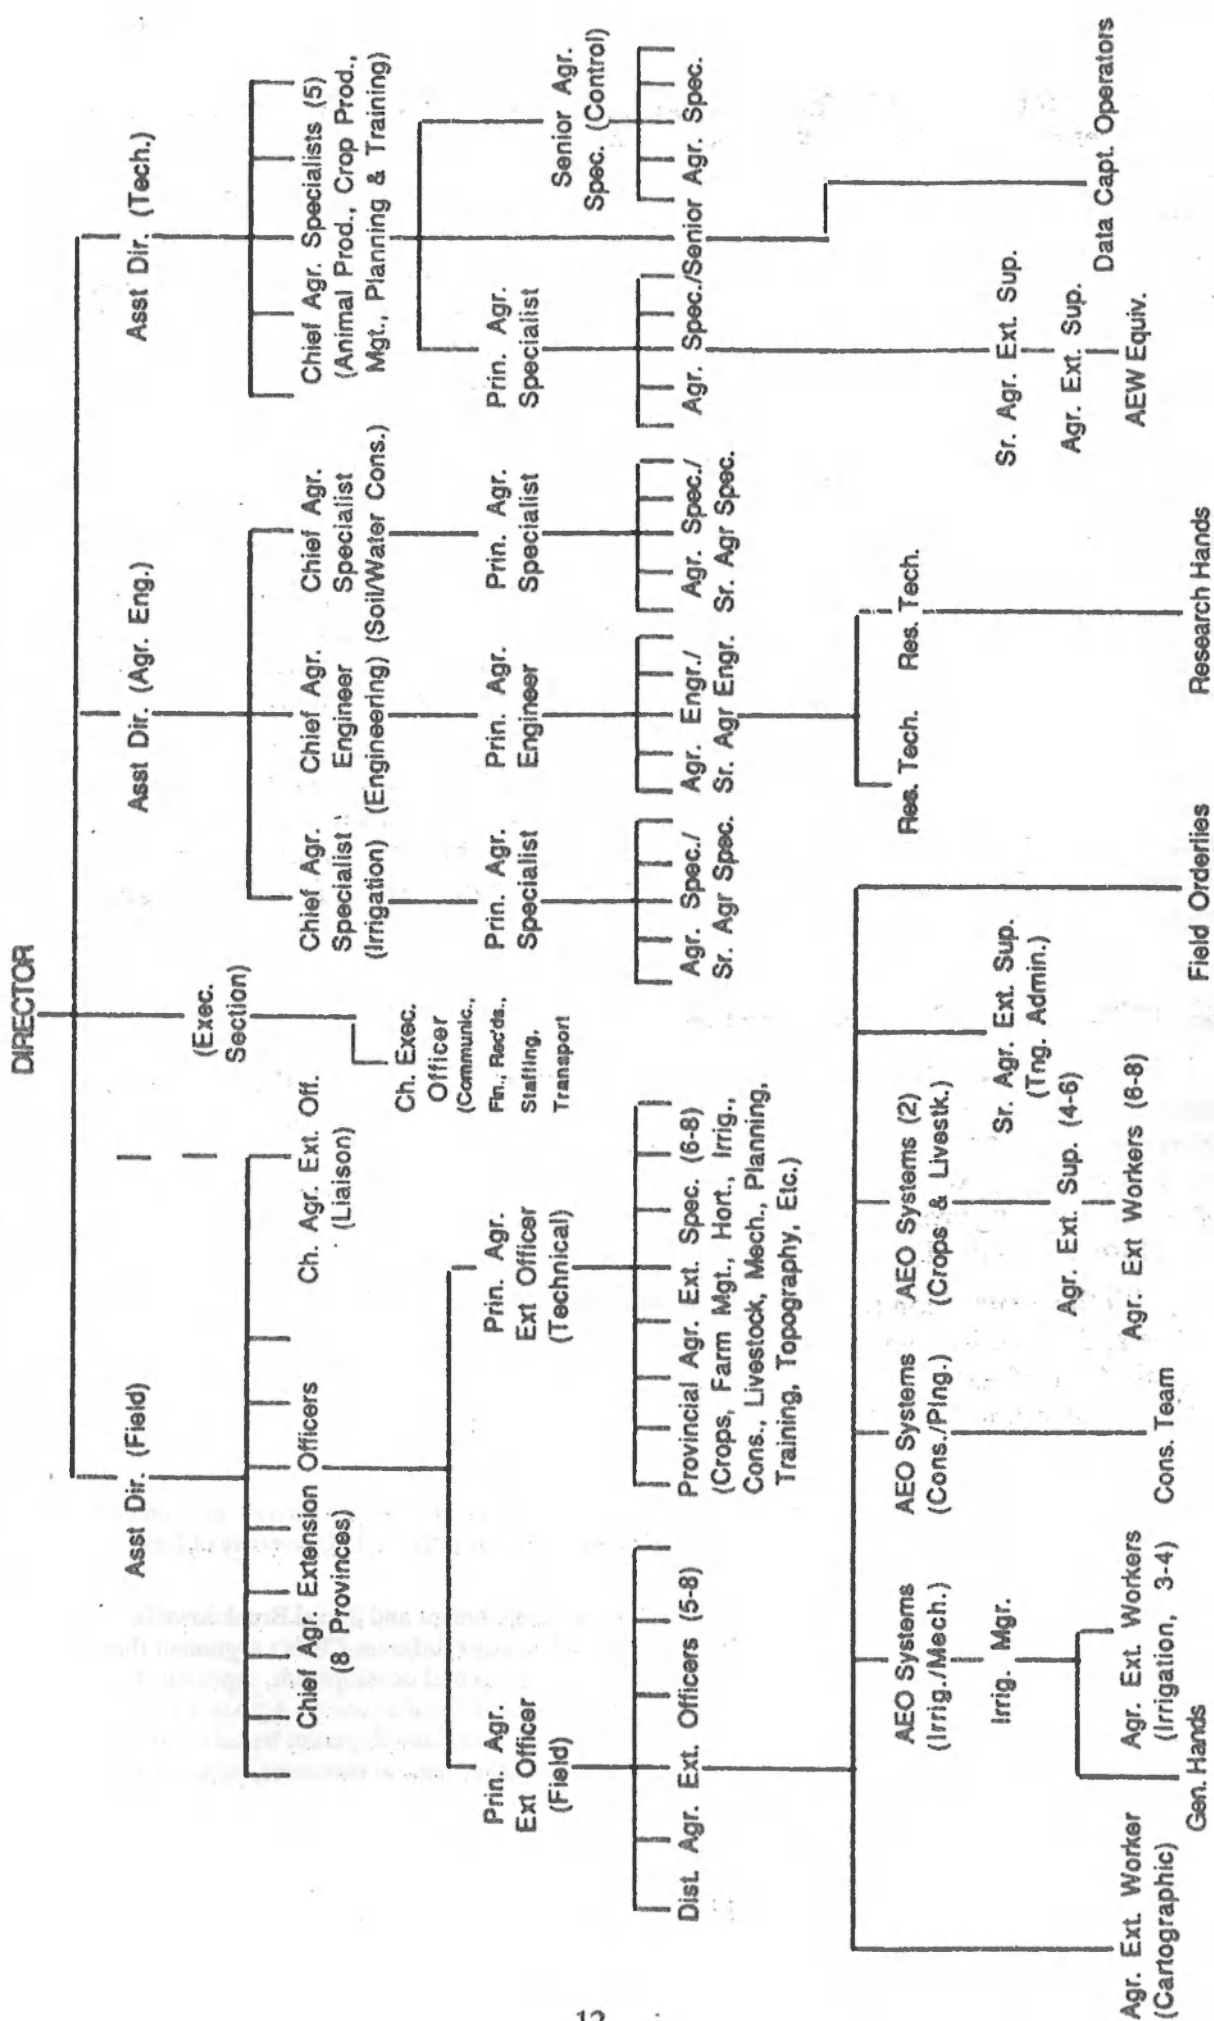 DIRECTOR
Asst Dir. (Field)
(Exec.
Section)
Asst Dir. (Agr. Eng.)
Asst Dir. (Tech.)
Chief Agr. Extension Officers
(8 Provinces)
Ch. Agr. Ext. Off.
(Liaison)
Ch. Exec.
Officer
(Communic.,
Fin., Rec'ds.,
Staffing,
Transport
Chief Agr.
Specialist
(Irrigation)
Chief Agr.
Engineer
(Engineering)
Chief Agr.
Specialist
(Soil/Water Cons.)
Chief Agr. Specialists (5)
(Animal Prod., Crop Prod.,
Mgt., Planning & Training)
Prin. Agr.
Ext Officer
(Field)
Prin. Agr.
Ext Officer
(Technical)
Prin. Agr.
Specialist
Prin. Agr.
Engineer
Prin. Agr.
Specialist
Prin. Agr.
Specialist
Senior Agr.
Spec. (Control)
Dist. Agr. Ext. Officers (5-8)
Provincial Agr. Ext. Spec. (6-8)
(Crops, Farm Mgt., Hort., Irrig.,
Cons., Livestock, Mech., Planning,
Training, Topography, Etc.)
Agr. Spec./
Sr. Agr Spec.
Agr. Engr./
Sr. Agr Engr.
Agr. Spec./
Sr. Agr Spec.
Agr. Spec./Senior Agr. Spec.
AEO Systems
(Irrig./Mech.)
AEO Systems
(Cons./Plng.)
AEO Systems (2)
(Crops & Livestk.)
Sr. Agr. Ext. Sup.
(Tng. Admin.)
Res. Tech.
Res. Tech.
Irrig. Mgr.
Agr. Ext. Sup. (4-6)
Sr. Agr. Ext. Sup.
Agr. Ext. Sup.
AEW Equiv.
Data Capt. Operators
Agr. Ext. Worker
(Cartographic)
Agr. Ext. Workers
(Irrigation, 3-4)
Cons. Team
Agr. Ext Workers (6-8)
Gen. Hands
Field Orderlies
Research Hands